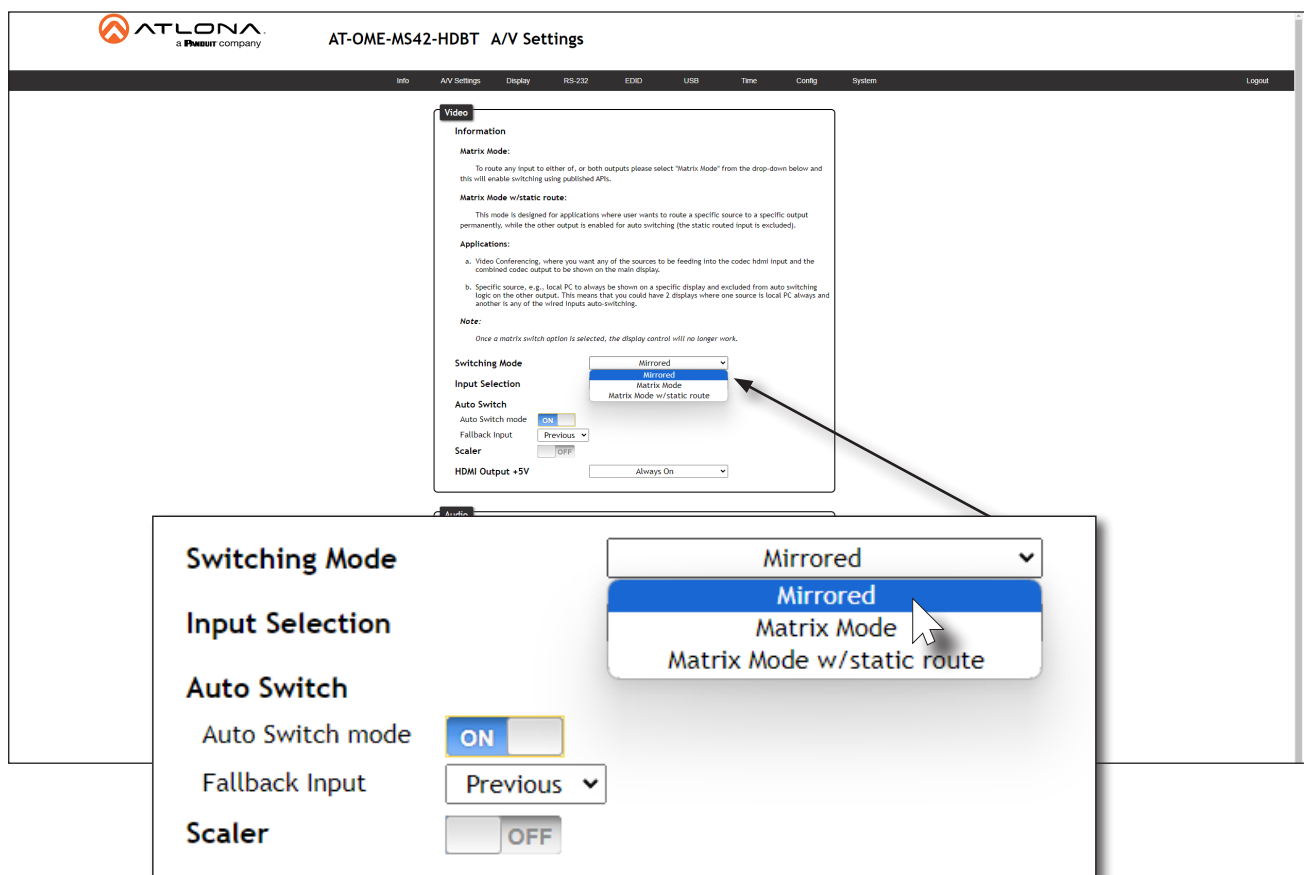 ATLONA.
a PANDUIT company
AT-OME-MS42-HDBT A/V Settings
Info A/V Settings Display RS-232 EDID USB Time Config System Logout
Video
Information
Matrix Mode:
To route any input to either of, or both outputs please select "Matrix Mode" from the drop-down below and
this will enable switching using published APIs.
Matrix Mode w/static route:
This mode is designed for applications where user wants to route a specific source to a specific output
permanently, while the other output is enabled for auto switching (the static routed input is excluded).
Applications:
a. Video Conferencing, where you want any of the sources to be feeding into the codec hdmi input and the
combined codec output to be shown on the main display.
b. Specific source, e.g., local PC to always be shown on a specific display and excluded from auto switching
logic on the other output. This means that you could have 2 displays where one source is local PC always and
another is any of the wired inputs auto-switching.
Note:
Once a matrix switch option is selected, the display control will no longer work.
Switching Mode Mirrored
Mirrored
Input Selection Matrix Mode
Matrix Mode w/static route
Auto Switch
Auto Switch mode ON
Fallback Input Previous
Scaler OFF
HDMI Output +5V Always On
Audio
Switching Mode Mirrored
Mirrored
Input Selection Matrix Mode
Matrix Mode w/static route
Auto Switch
Auto Switch mode ON
Fallback Input Previous
Scaler OFF